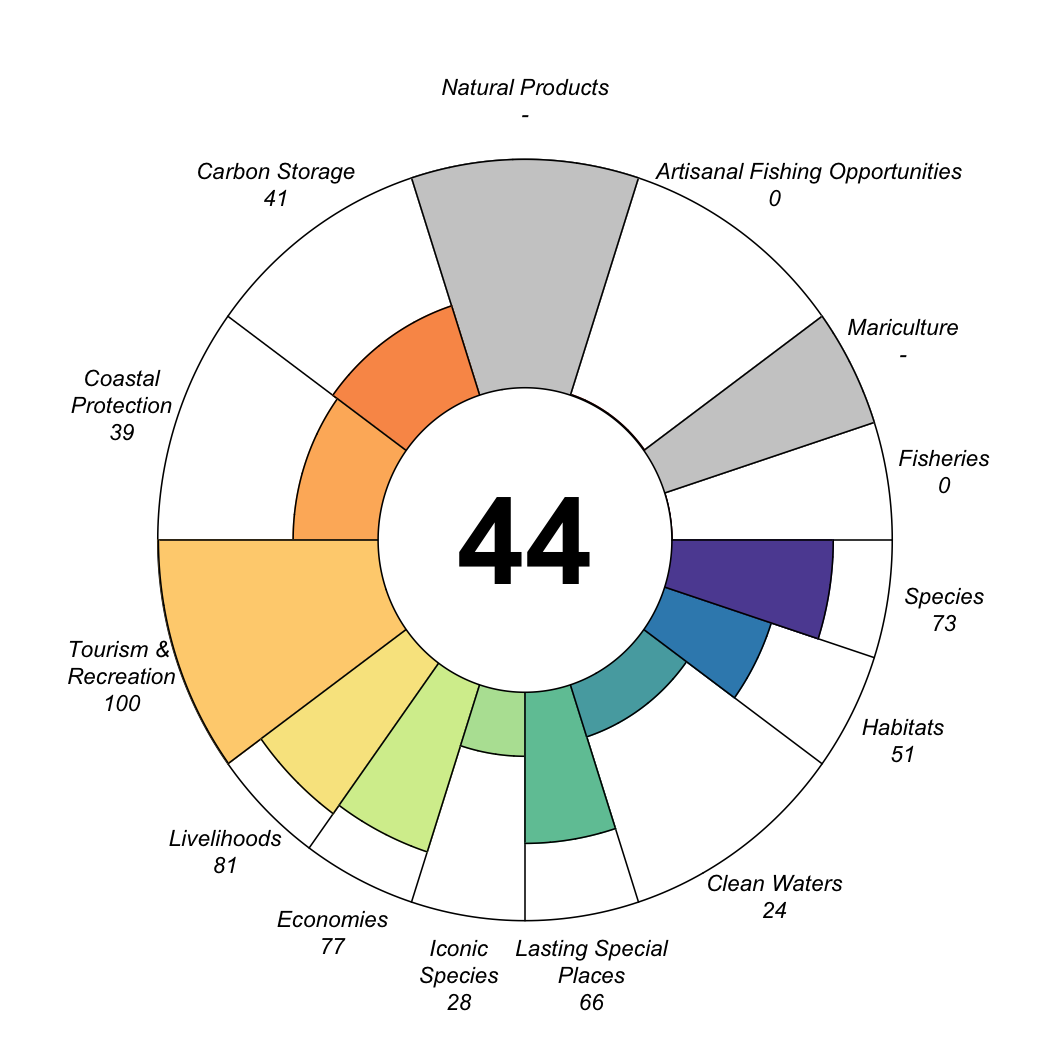 Natural Products
-
Carbon Storage
41
Artisanal Fishing Opportunities
0
Mariculture
-
Coastal
Protection
39
Fisheries
0
44
Species
73
Tourism &
Recreation
100
Habitats
51
Livelihoods
81
Clean Waters
24
Economies
77
Iconic
Species
28
Lasting Special
Places
66